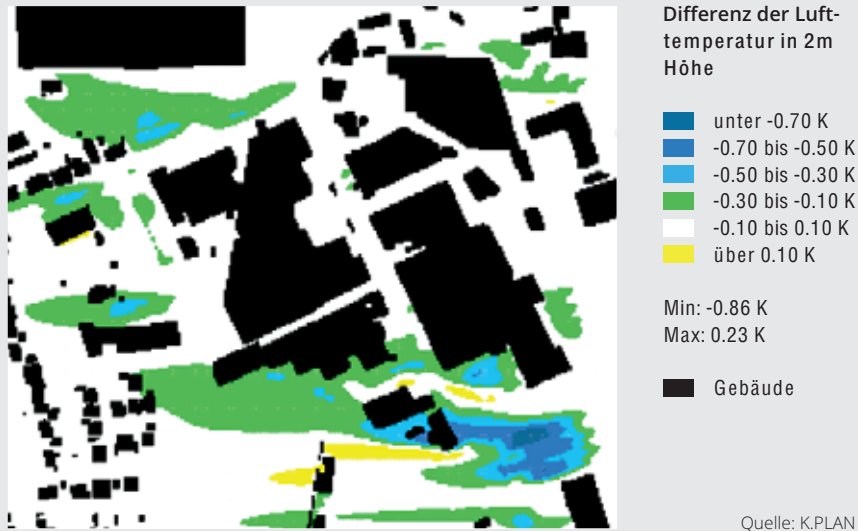 Differenz der Luft-
temperatur in 2m
Höhe
unter -0.70 K
-0.70 bis -0.50 K
-0.50 bis -0.30 K
-0.30 bis -0.10 K
-0.10 bis 0.10 K
über 0.10 K
Min: -0.86 K
Max: 0.23 K
Gebäude
Quelle: K.PLAN